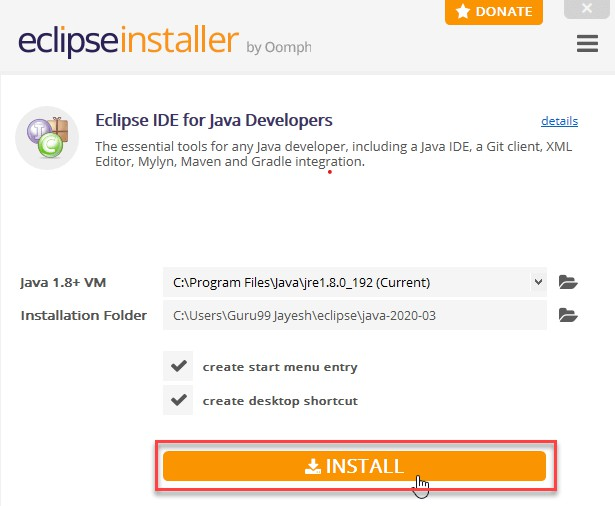 DONATE
eclipseinstaller by Oomph
Eclipse IDE for Java Developers
details
The essential tools for any Java developer, including a Java IDE, a Git client, XML
Editor, Mylyn, Maven and Gradle integration.
Java 1.8+ VM
C:\Program Files\Java\jre1.8.0_192 (Current)
Installation Folder
C:\Users\Guru99 Jayesh\eclipse\java-2020-03
create start menu entry
create desktop shortcut
INSTALL